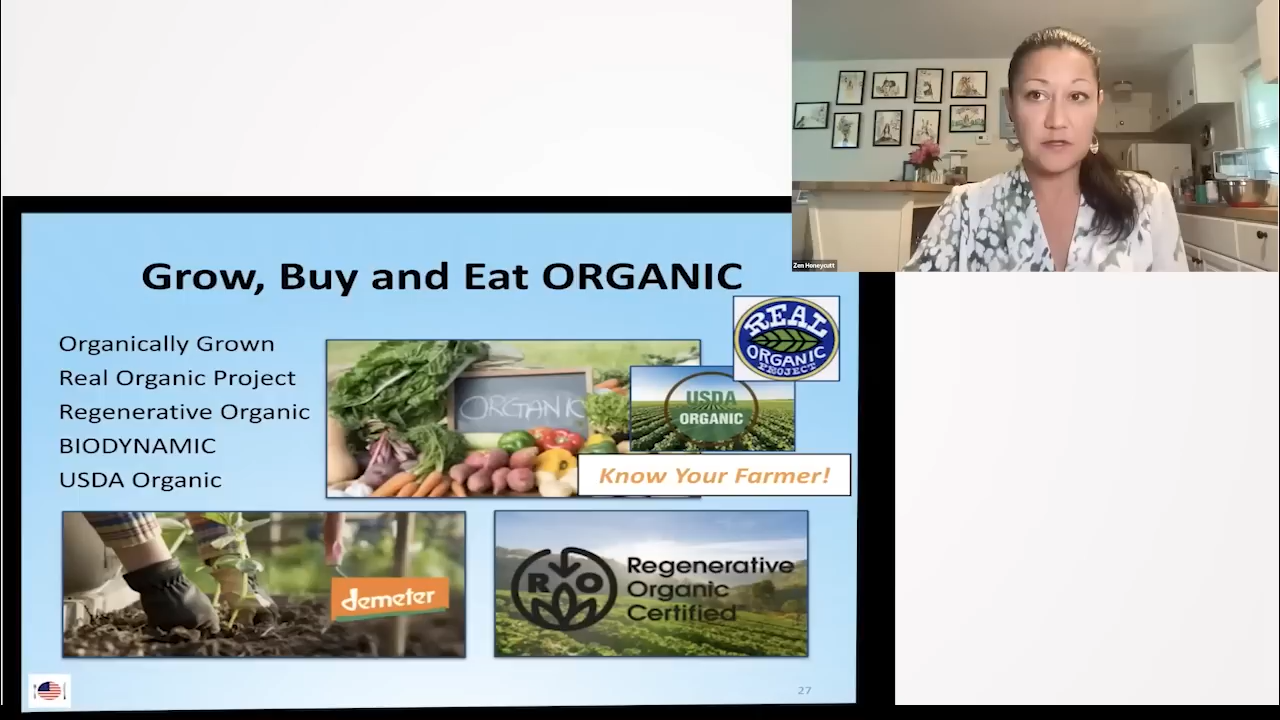 Zen Honeycutt
Grow, Buy and Eat ORGANIC
Organically Grown
Real Organic Project
Regenerative Organic
BIODYNAMIC
USDA Organic
ORGANIC
REAL
ORGANIC
PROJECT
USDA
ORGANIC
Know Your Farmer!
demeter
R O
Regenerative
Organic
Certified
27